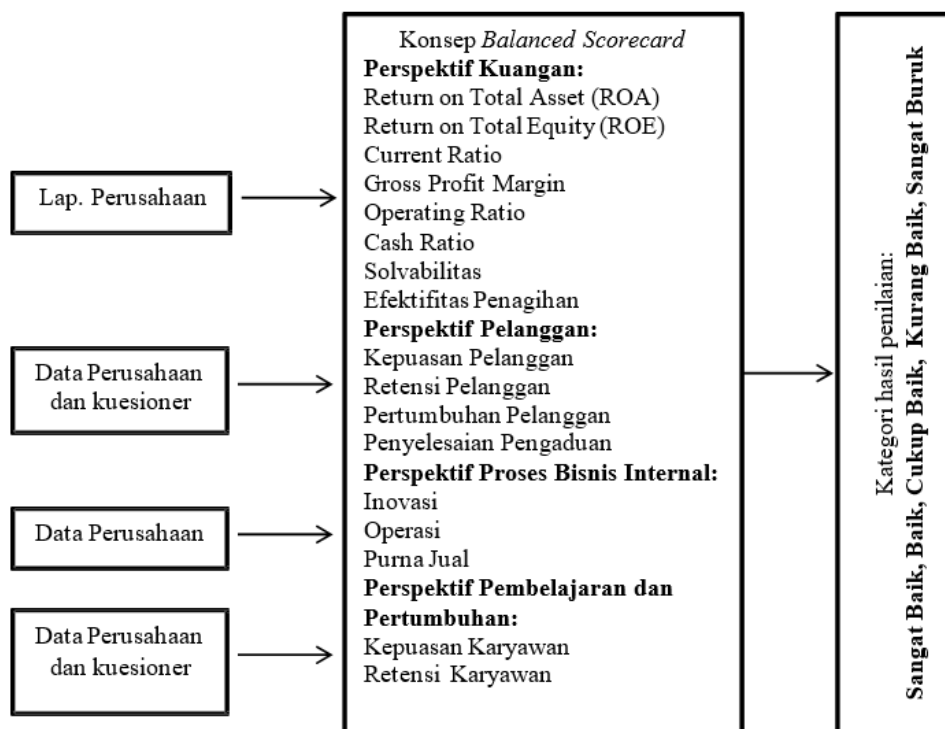 Lap. Perusahaan
Data Perusahaan
dan kuesioner
Data Perusahaan
Data Perusahaan
dan kuesioner
Konsep Balanced Scorecard
Perspektif Kuangan:
Return on Total Asset (ROA)
Return on Total Equity (ROE)
Current Ratio
Gross Profit Margin
Operating Ratio
Cash Ratio
Solvabilitas
Efektifitas Penagihan
Perspektif Pelanggan:
Kepuasan Pelanggan
Retensi Pelanggan
Pertumbuhan Pelanggan
Penyelesaian Pengaduan
Perspektif Proses Bisnis Internal:
Inovasi
Operasi
Purna Jual
Perspektif Pembelajaran dan
Pertumbuhan:
Kepuasan Karyawan
Retensi Karyawan
Kategori hasil penilaian:
Sangat Baik, Baik, Cukup Baik, Kurang Baik, Sangat Buruk